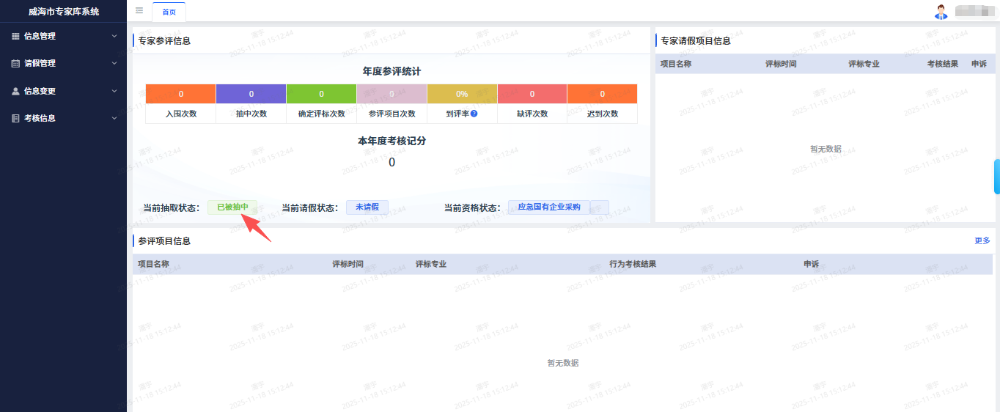 威海市专家库系统
首页
信息管理
请假管理
信息变更
考核信息
专家参评信息
年度参评统计
0 0 0 0 0% 0 0
入围次数 抽中次数 确定评标次数 参评项目次数 到评率 ? 缺评次数 迟到次数
本年度考核记分
0
当前抽取状态： 已被抽中 当前请假状态： 未请假 当前资格状态： 应急国有企业采购
专家请假项目信息
项目名称 评标时间 评标专业 考核结果 申诉
暂无数据
参评项目信息 更多
项目名称 评标时间 评标专业 行为考核结果 申诉
暂无数据
潘宇
2025-11-18 15:12:44